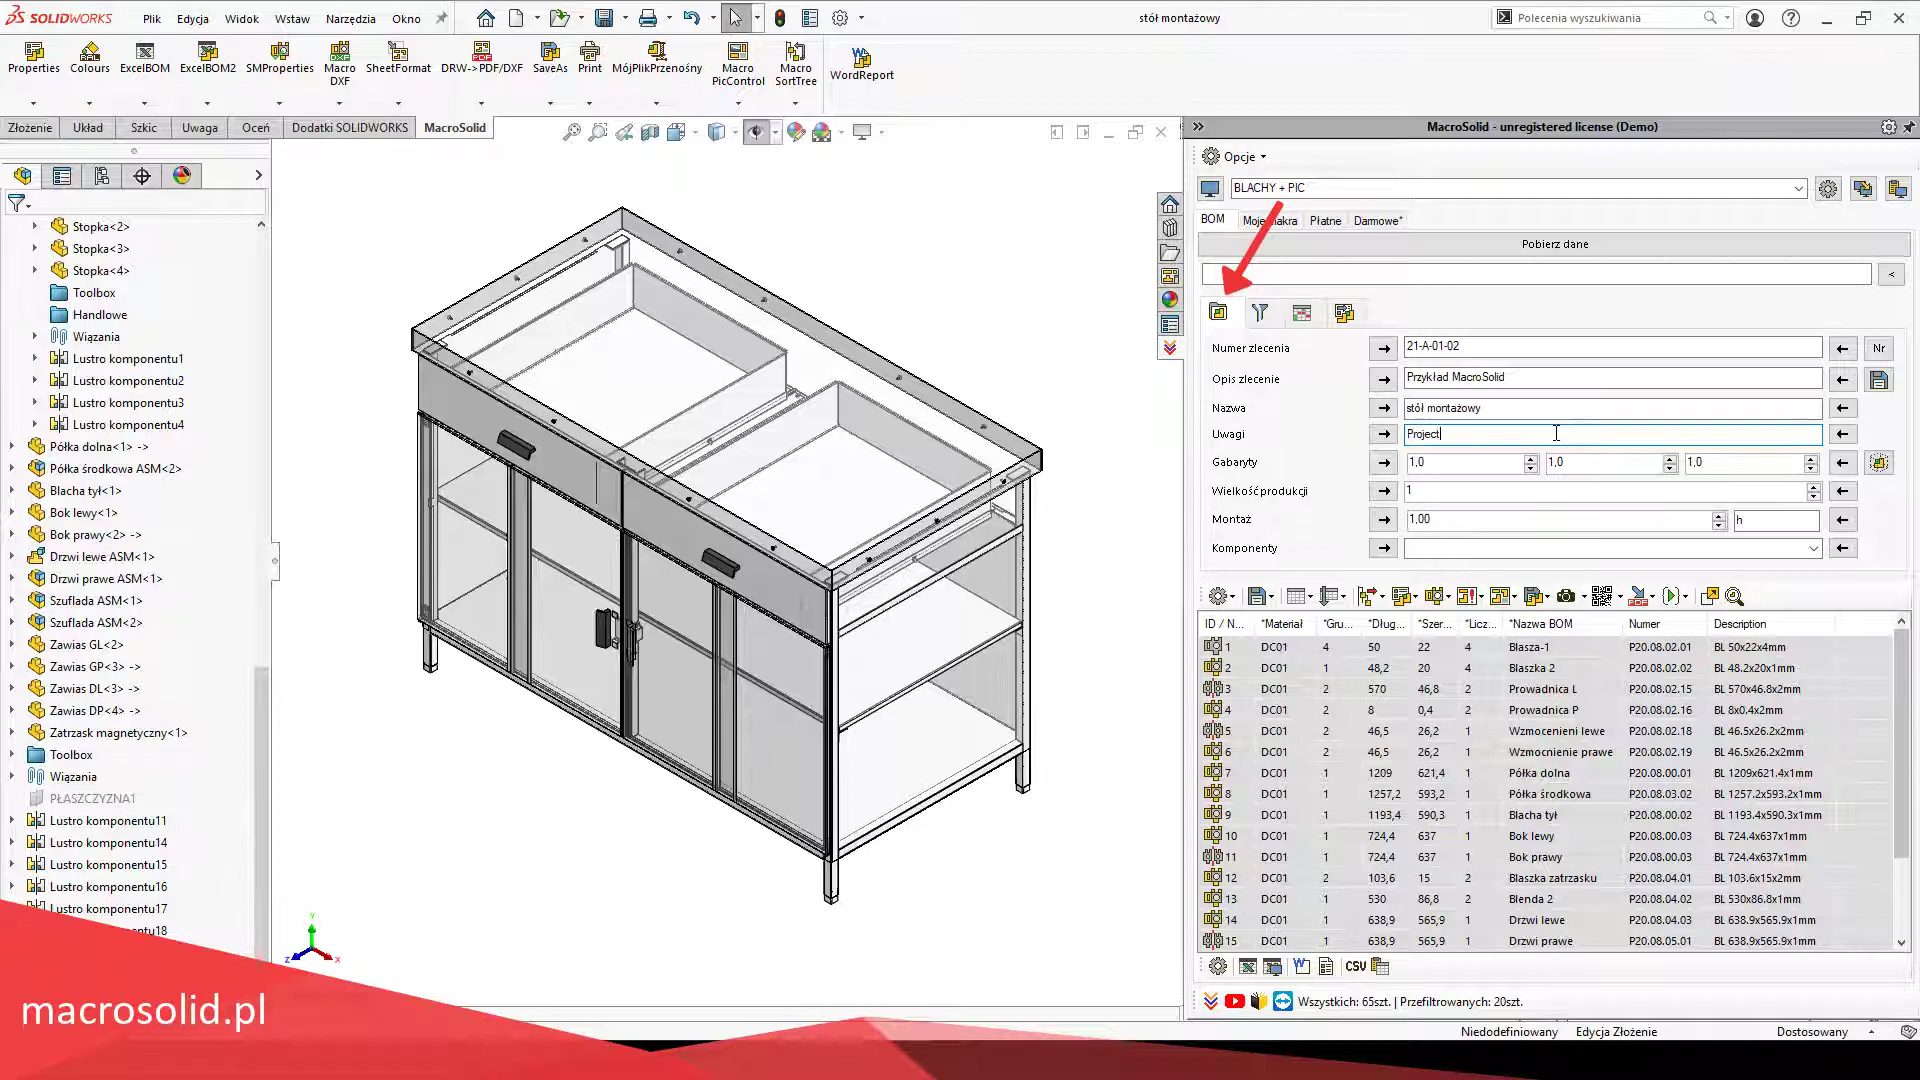 SOLIDWORKS Plik Edycja Widok Wstaw Narzędzia Okno stół montażowy Polecenia wyszukiwania
Properties Colours ExcelBOM ExcelBOM2 SMProperties Macro DXF SheetFormat DRW->PDF/DXF SaveAs Print MójPlikPrzenośny Macro PicControl Macro SortTree WordReport
Złożenie Układ Szkic Uwaga Oceń Dodatki SOLIDWORKS MacroSolid
Stopka<2>
Stopka<3>
Stopka<4>
Toolbox
Handlowe
Wiązania
Lustro komponentu1
Lustro komponentu2
Lustro komponentu3
Lustro komponentu4
Półka dolna<1> ->
Półka środkowa ASM<2>
Blacha tył<1>
Bok lewy<1>
Bok prawy<2> ->
Drzwi lewe ASM<1>
Drzwi prawe ASM<1>
Szuflada ASM<1>
Szuflada ASM<2>
Zawias GL<2>
Zawias GP<3> ->
Zawias DL<3> ->
Zawias DP<4> ->
Zatrzask magnetyczny<1>
Toolbox
Wiązania
PŁASZCZYZNA1
Lustro komponentu11
Lustro komponentu14
Lustro komponentu15
Lustro komponentu16
Lustro komponentu17
macrosolid.pl
Y
Z
X
MacroSolid - unregistered license (Demo)
Opcje
BLACHY + PIC
BOM Moje makra Płatne Darmowe*
Pobierz dane
<
Numer zlecenia 21-A-01-02 Nr
Opis zlecenie Przykład MacroSolid
Nazwa stół montażowy
Uwagi Project
Gabaryty 1,0 1,0 1,0
Wielkość produkcji 1
Montaż 1,00 h
Komponenty
ID / N... *Materiał *Gru... *Dług... *Szer... *Licz... *Nazwa BOM Numer Description
1 DC01 4 50 22 4 Blasza-1 P20.08.02.01 BL 50x22x4mm
2 DC01 1 48,2 20 4 Blaszka 2 P20.08.02.02 BL 48.2x20x1mm
3 DC01 2 570 46,8 2 Prowadnica L P20.08.02.15 BL 570x46.8x2mm
4 DC01 2 8 0,4 2 Prowadnica P P20.08.02.16 BL 8x0.4x2mm
5 DC01 2 46,5 26,2 1 Wzmocenieni lewe P20.08.02.18 BL 46.5x26.2x2mm
6 DC01 2 46,5 26,2 1 Wzmocnienie prawe P20.08.02.19 BL 46.5x26.2x2mm
7 DC01 1 1209 621,4 1 Półka dolna P20.08.00.01 BL 1209x621.4x1mm
8 DC01 1 1257,2 593,2 1 Półka środkowa P20.08.03.02 BL 1257.2x593.2x1mm
9 DC01 1 1193,4 590,3 1 Blacha tył P20.08.00.02 BL 1193.4x590.3x1mm
10 DC01 1 724,4 637 1 Bok lewy P20.08.00.03 BL 724.4x637x1mm
11 DC01 1 724,4 637 1 Bok prawy P20.08.00.03 BL 724.4x637x1mm
12 DC01 2 103,6 15 2 Blaszka zatrzasku P20.08.04.01 BL 103.6x15x2mm
13 DC01 1 530 86,8 2 Blenda 2 P20.08.04.02 BL 530x86.8x1mm
14 DC01 1 638,9 565,9 1 Drzwi lewe P20.08.04.03 BL 638.9x565.9x1mm
15 DC01 1 638,9 565,9 1 Drzwi prawe P20.08.05.01 BL 638.9x565.9x1mm
CSV
Wszystkich: 65szt. | Przefiltrowanych: 20szt.
Niedodefiniowany Edycja Złożenie Dostosowany